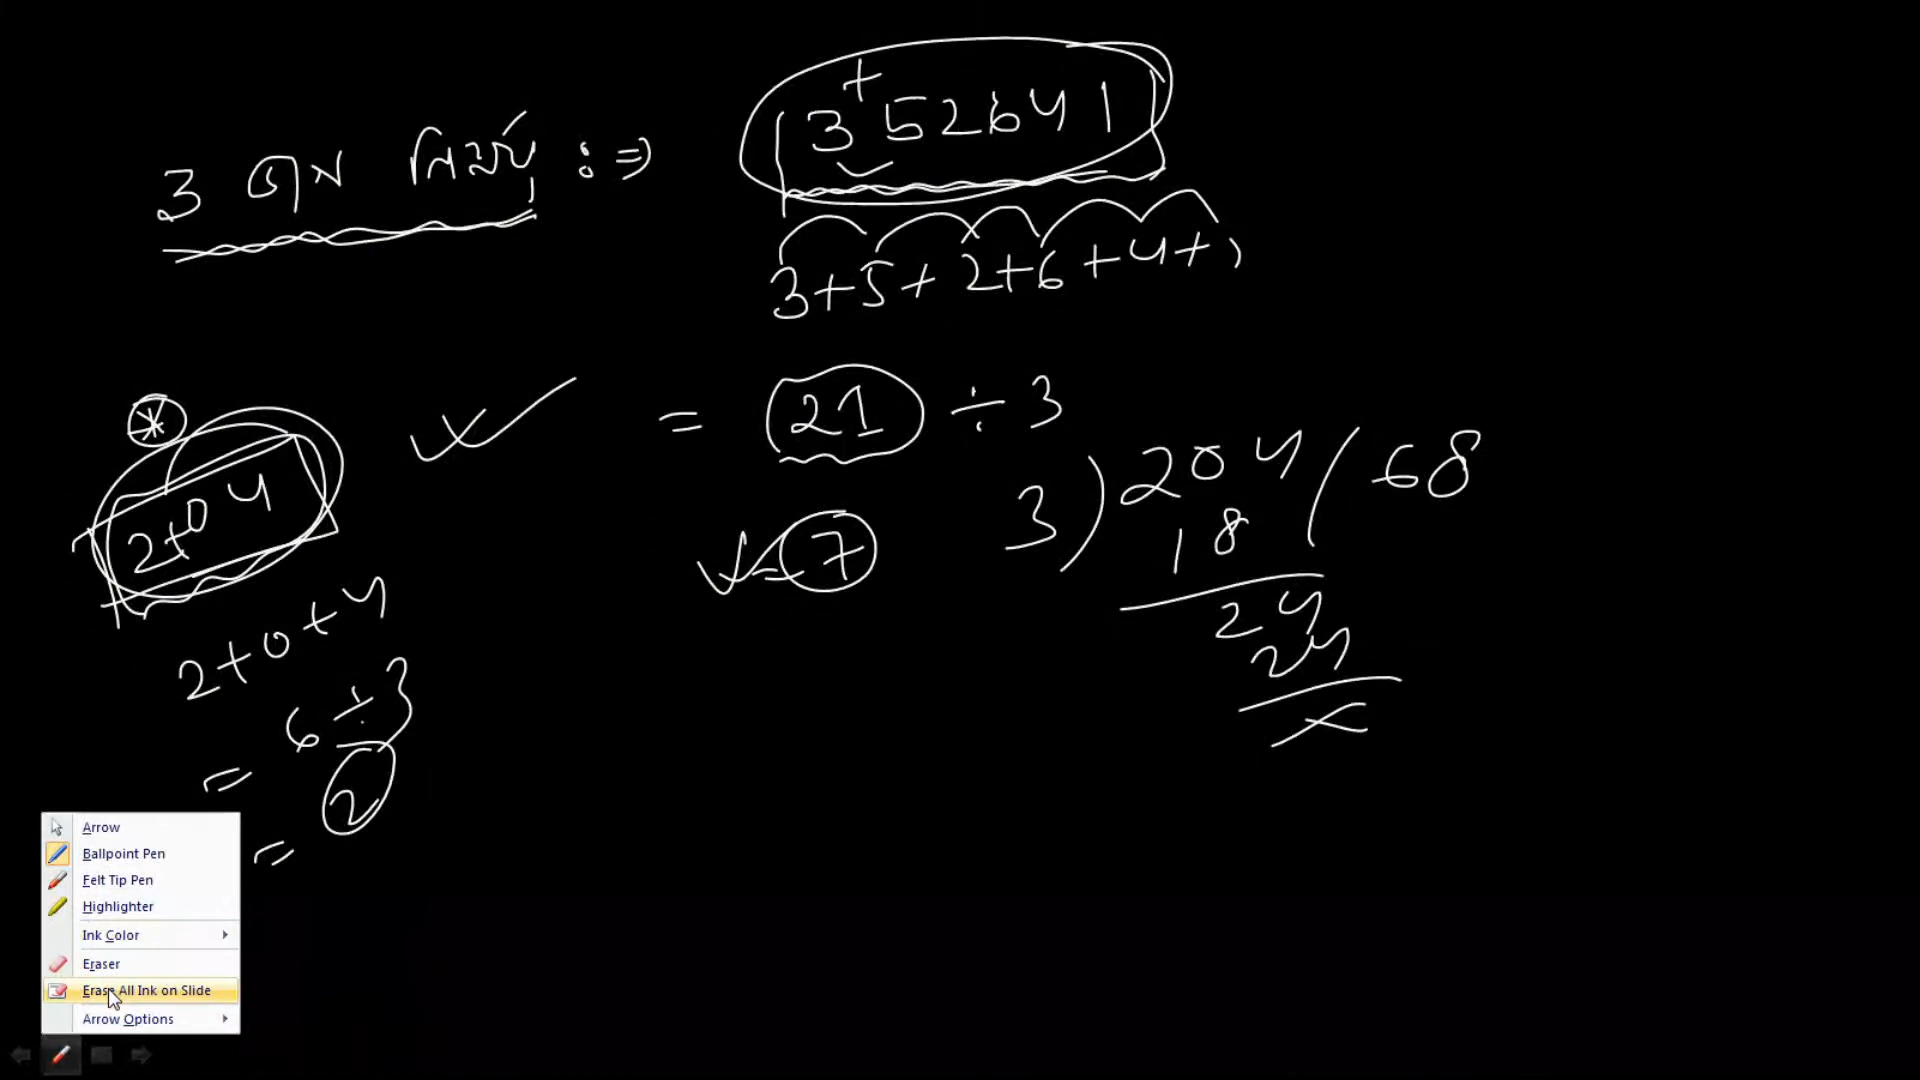 3 352641
3+5+2+6+4+1
= 21 ÷ 3
= 7
204
2+0+4
= 6 ÷ 3
= 2
3 ) 204 ( 68
18
24
24
×
Arrow
Ballpoint Pen
Felt Tip Pen
Highlighter
Ink Color
Eraser
Erase All Ink on Slide
Arrow Options